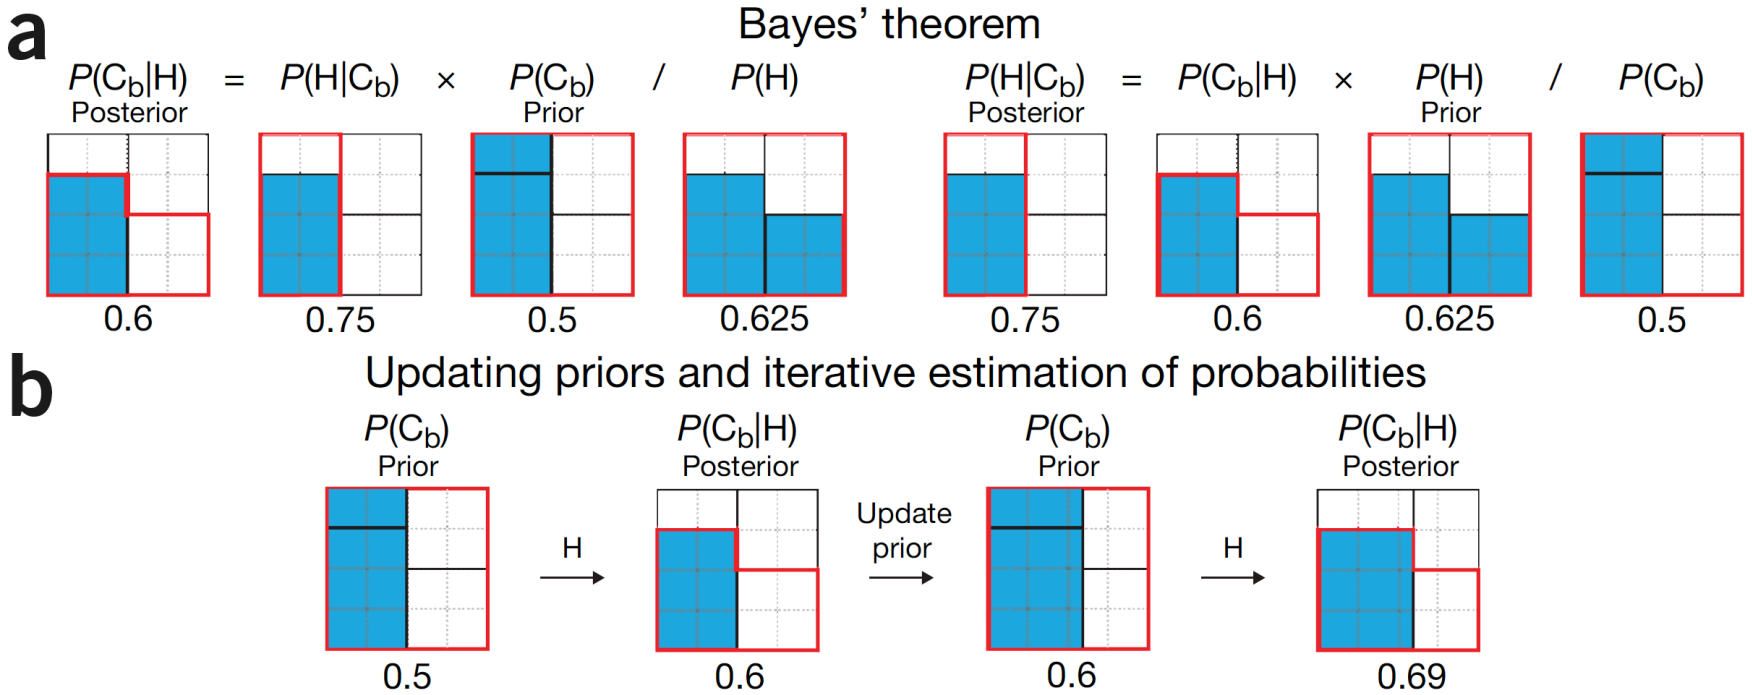 a
Bayes’ theorem
P(Cb|H) = P(H|Cb) × P(Cb) / P(H)
Posterior Prior
0.6 0.75 0.5 0.625
P(H|Cb) = P(Cb|H) × P(H) / P(Cb)
Posterior Prior
0.75 0.6 0.625 0.5
b
Updating priors and iterative estimation of probabilities
P(Cb) P(Cb|H) P(Cb) P(Cb|H)
Prior Posterior Prior Posterior
H
Update
prior
H
0.5 0.6 0.6 0.69